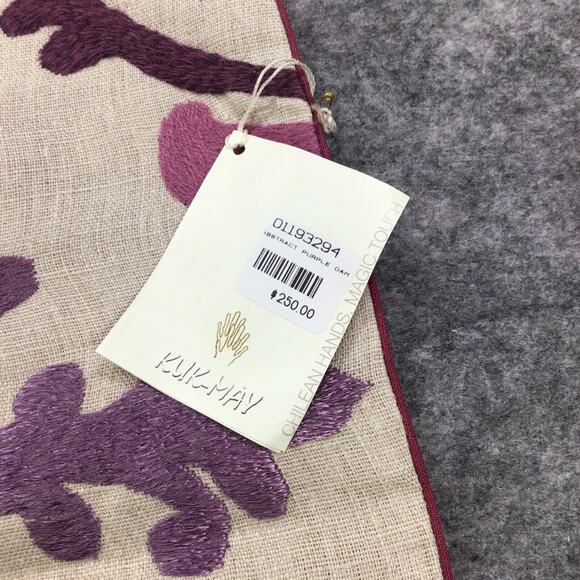 01193294
ABSTRACT PURPLE DAM
$250.00
KUK-MAY
CHILEAN HANDS, MAGIC TOUCH